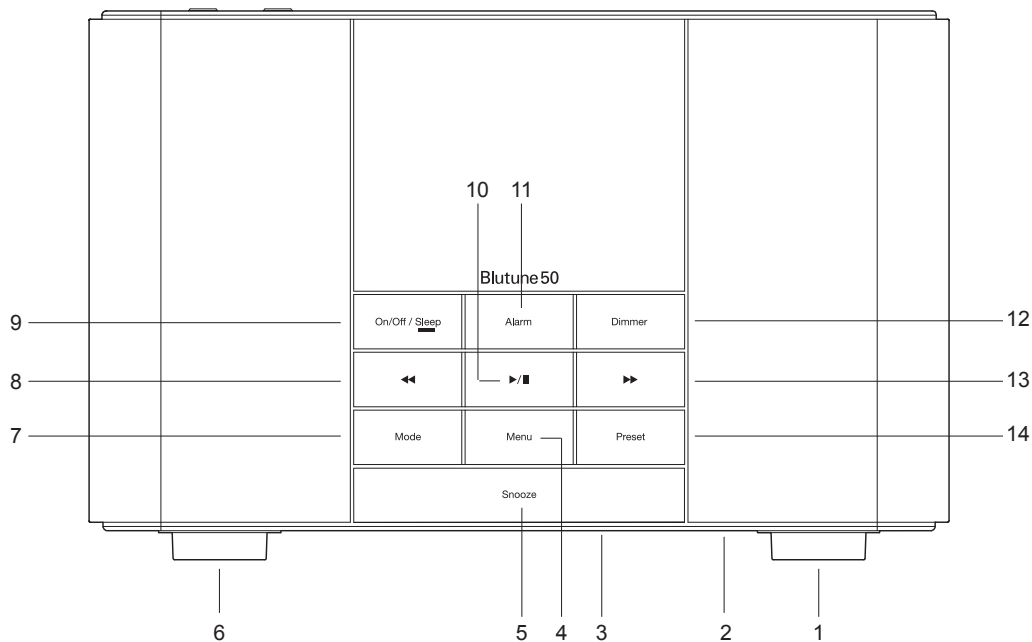 10 11
Blutune 50
9 On/Off / Sleep Alarm Dimmer 12
8 ◀◀ ▶/⏸ ▶▶ 13
7 Mode Menu Preset 14
Snooze
6 5 4 3 2 1